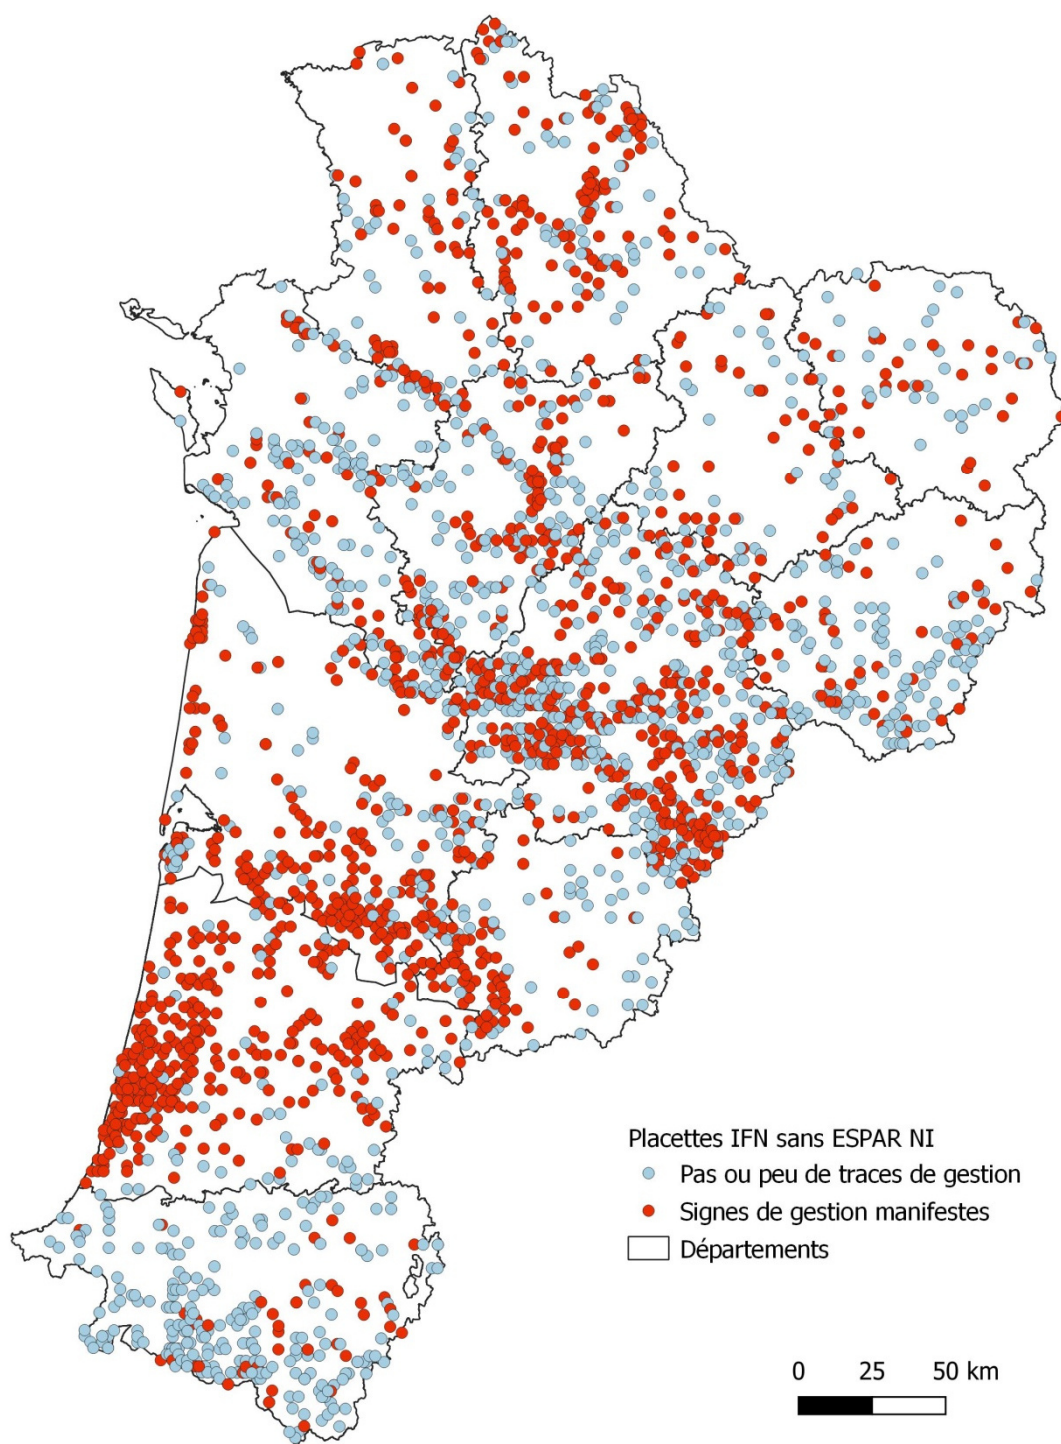 Placettes IFN sans ESPAR NI
Pas ou peu de traces de gestion
Signes de gestion manifestes
Départements
0 25 50 km